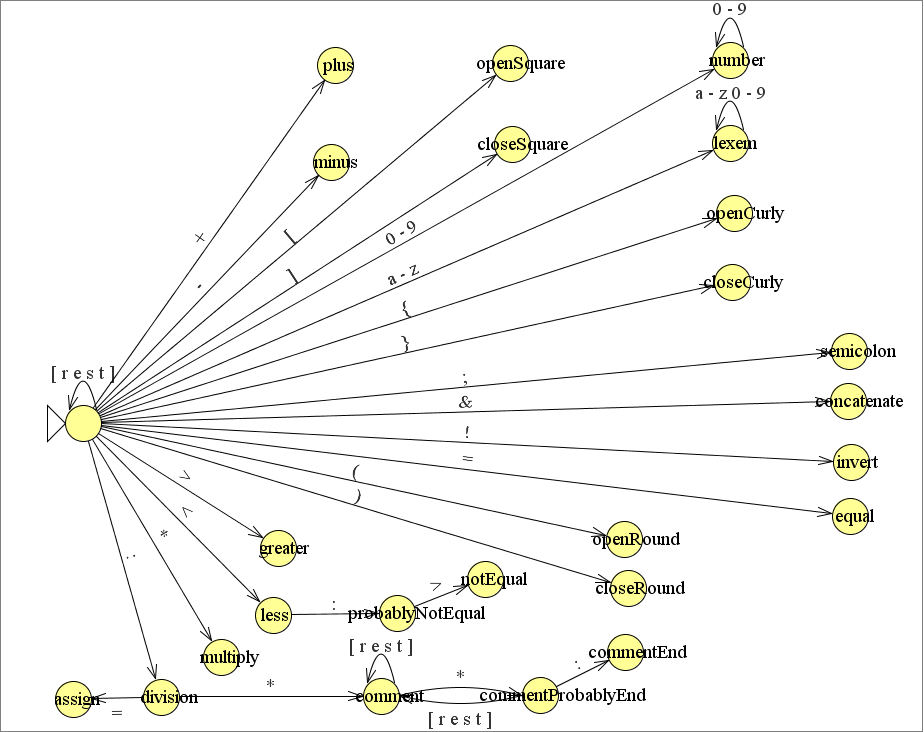 0 - 9
plus
openSquare
number
a - z 0 - 9
closeSquare
lexem
minus
openCurly
+
[
0 - 9
closeCurly
]
a - z
-
{
}
semicolon
[ r e s t ]
;
&
concatenate
!
=
invert
(
)
>
<
equal
*
openRound
greater
:
closeRound
notEqual
>
:
less
probablyNotEqual
[ r e s t ]
commentEnd
multiply
:
*
*
assign
division
comment
commentProbablyEnd
=
[ r e s t ]